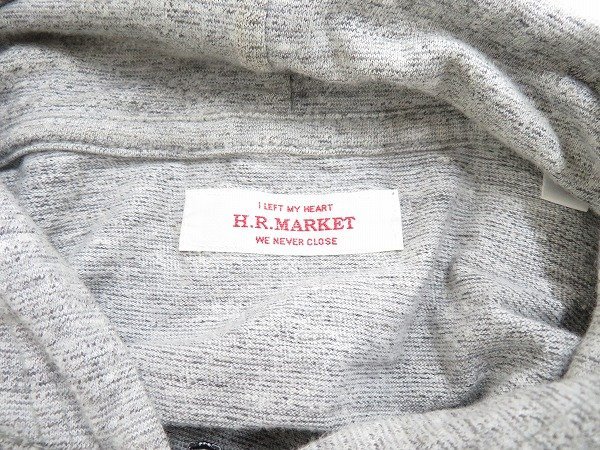 I LEFT MY HEART
H.R.MARKET
WE NEVER CLOSE